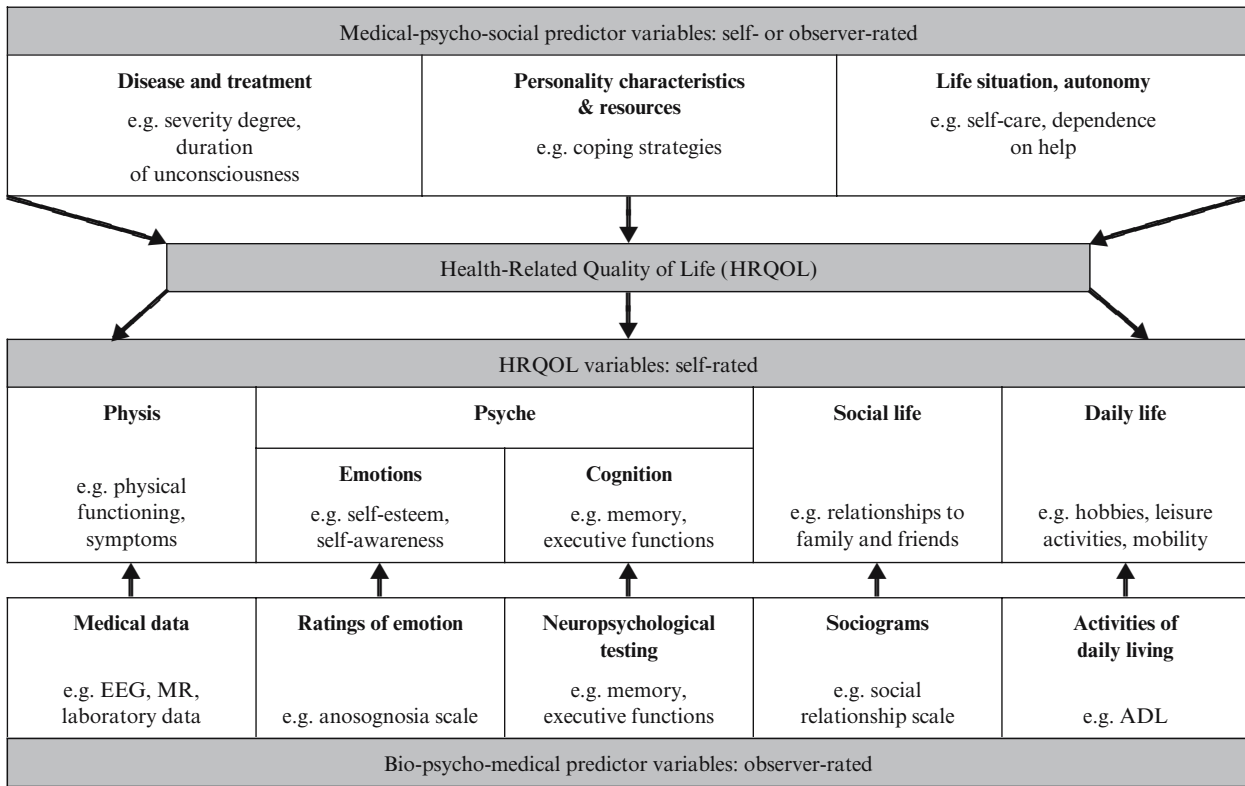 Medical-psycho-social predictor variables: self- or observer-rated
Disease and treatment
e.g. severity degree,
duration
of unconsciousness
Personality characteristics
& resources
e.g. coping strategies
Life situation, autonomy
e.g. self-care, dependence
on help
Health-Related Quality of Life (HRQOL)
HRQOL variables: self-rated
Physis
e.g. physical
functioning,
symptoms
Psyche
Emotions
e.g. self-esteem,
self-awareness
Cognition
e.g. memory,
executive functions
Social life
e.g. relationships to
family and friends
Daily life
e.g. hobbies, leisure
activities, mobility
Medical data
e.g. EEG, MR,
laboratory data
Ratings of emotion
e.g. anosognosia scale
Neuropsychological
testing
e.g. memory,
executive functions
Sociograms
e.g. social
relationship scale
Activities of
daily living
e.g. ADL
Bio-psycho-medical predictor variables: observer-rated